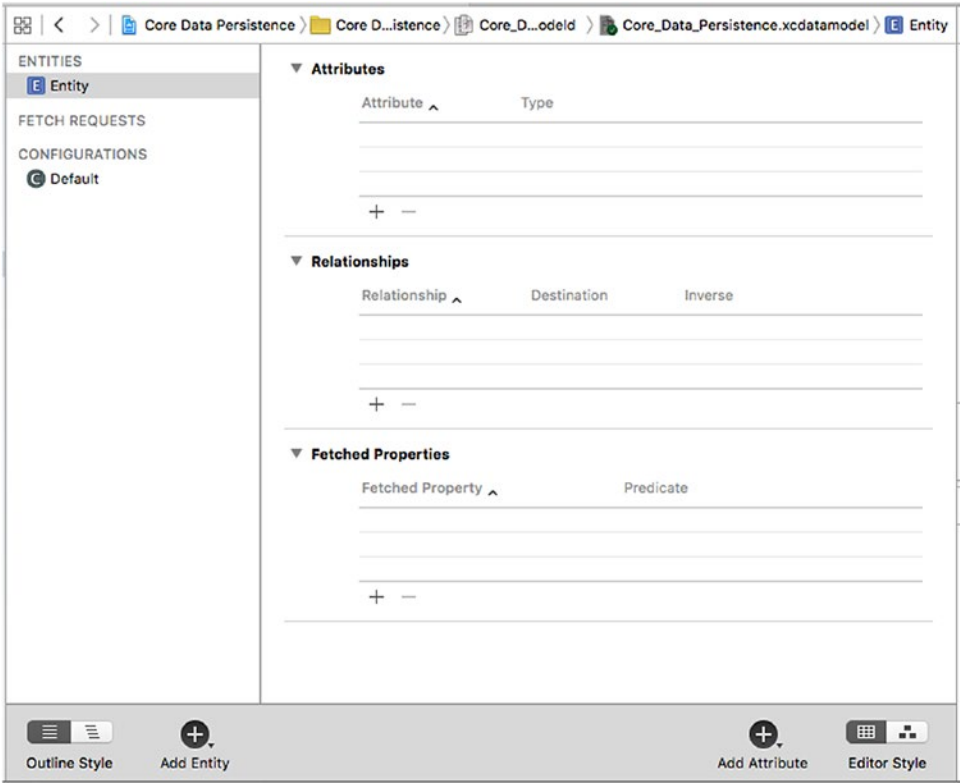 Core Data Persistence Core D...istence Core_D...odeld Core_Data_Persistence.xcdatamodel E Entity
ENTITIES
E Entity
FETCH REQUESTS
CONFIGURATIONS
C Default
Attributes
Attribute Type
+ −
Relationships
Relationship Destination Inverse
+ −
Fetched Properties
Fetched Property Predicate
+ −
Outline Style Add Entity Add Attribute Editor Style